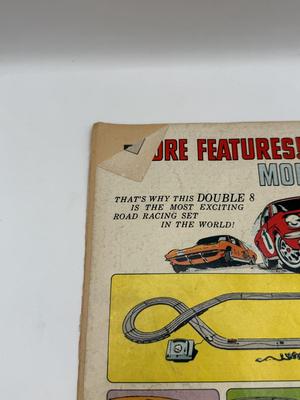 ORE FEATURES!
MO
THAT'S WHY THIS DOUBLE 8
IS THE MOST EXCITING
ROAD RACING SET
IN THE WORLD!